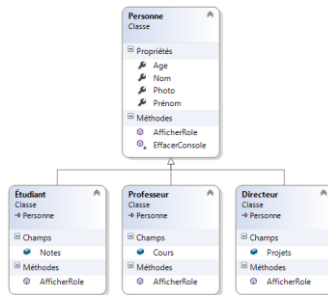 Personne
Classe
Propriétés
Age
Nom
Photo
Prénom
Méthodes
AfficherRole
EffacerConsole
Étudiant
Classe
Personne
Champs
Notes
Méthodes
AfficherRole
Professeur
Classe
Personne
Champs
Cours
Méthodes
AfficherRole
Directeur
Classe
Personne
Champs
Projets
Méthodes
AfficherRole